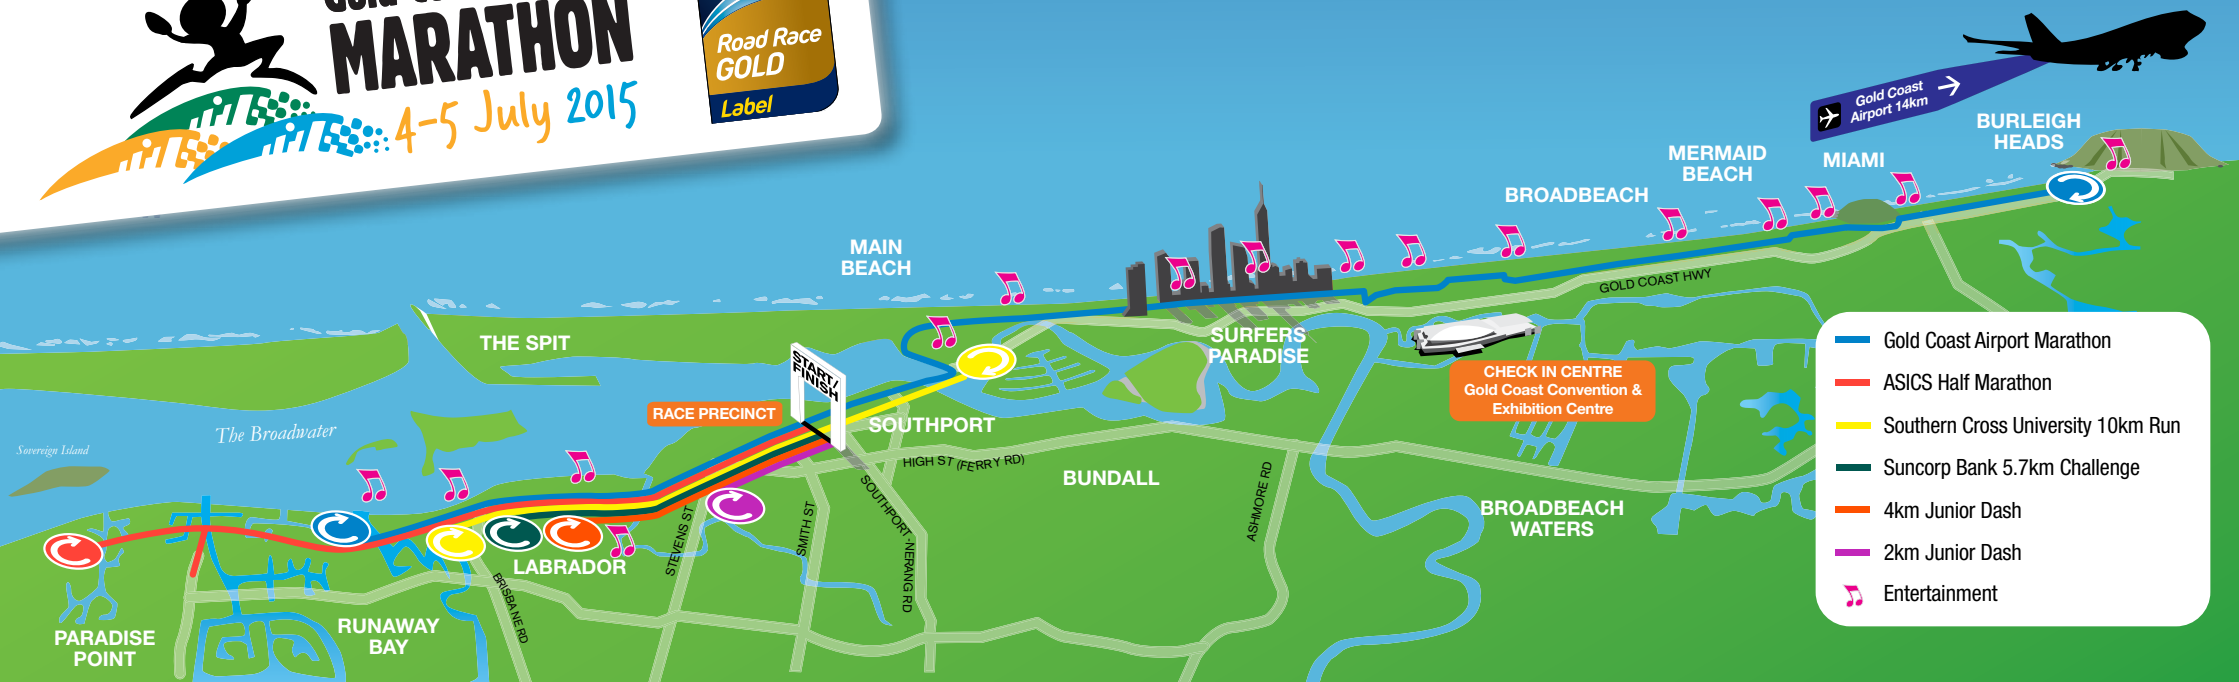 MARATHON
4-5 July 2015
Road Race
GOLD
Label
Gold Coast
Airport 14km
BURLEIGH
HEADS
MERMAID
BEACH
MIAMI
BROADBEACH
MAIN
BEACH
THE SPIT
SURFERS
PARADISE
GOLD COAST HWY
START/
FINISH
RACE PRECINCT
SOUTHPORT
CHECK IN CENTRE
Gold Coast Convention &
Exhibition Centre
The Broadwater
Sovereign Island
HIGH ST (FERRY RD)
BUNDALL
SOUTHPORT-NERANG RD
SMITH ST
STEVENS ST
ASHMORE RD
BROADBEACH
WATERS
LABRADOR
BRISBANE RD
RUNAWAY
BAY
PARADISE
POINT
Gold Coast Airport Marathon
ASICS Half Marathon
Southern Cross University 10km Run
Suncorp Bank 5.7km Challenge
4km Junior Dash
2km Junior Dash
Entertainment